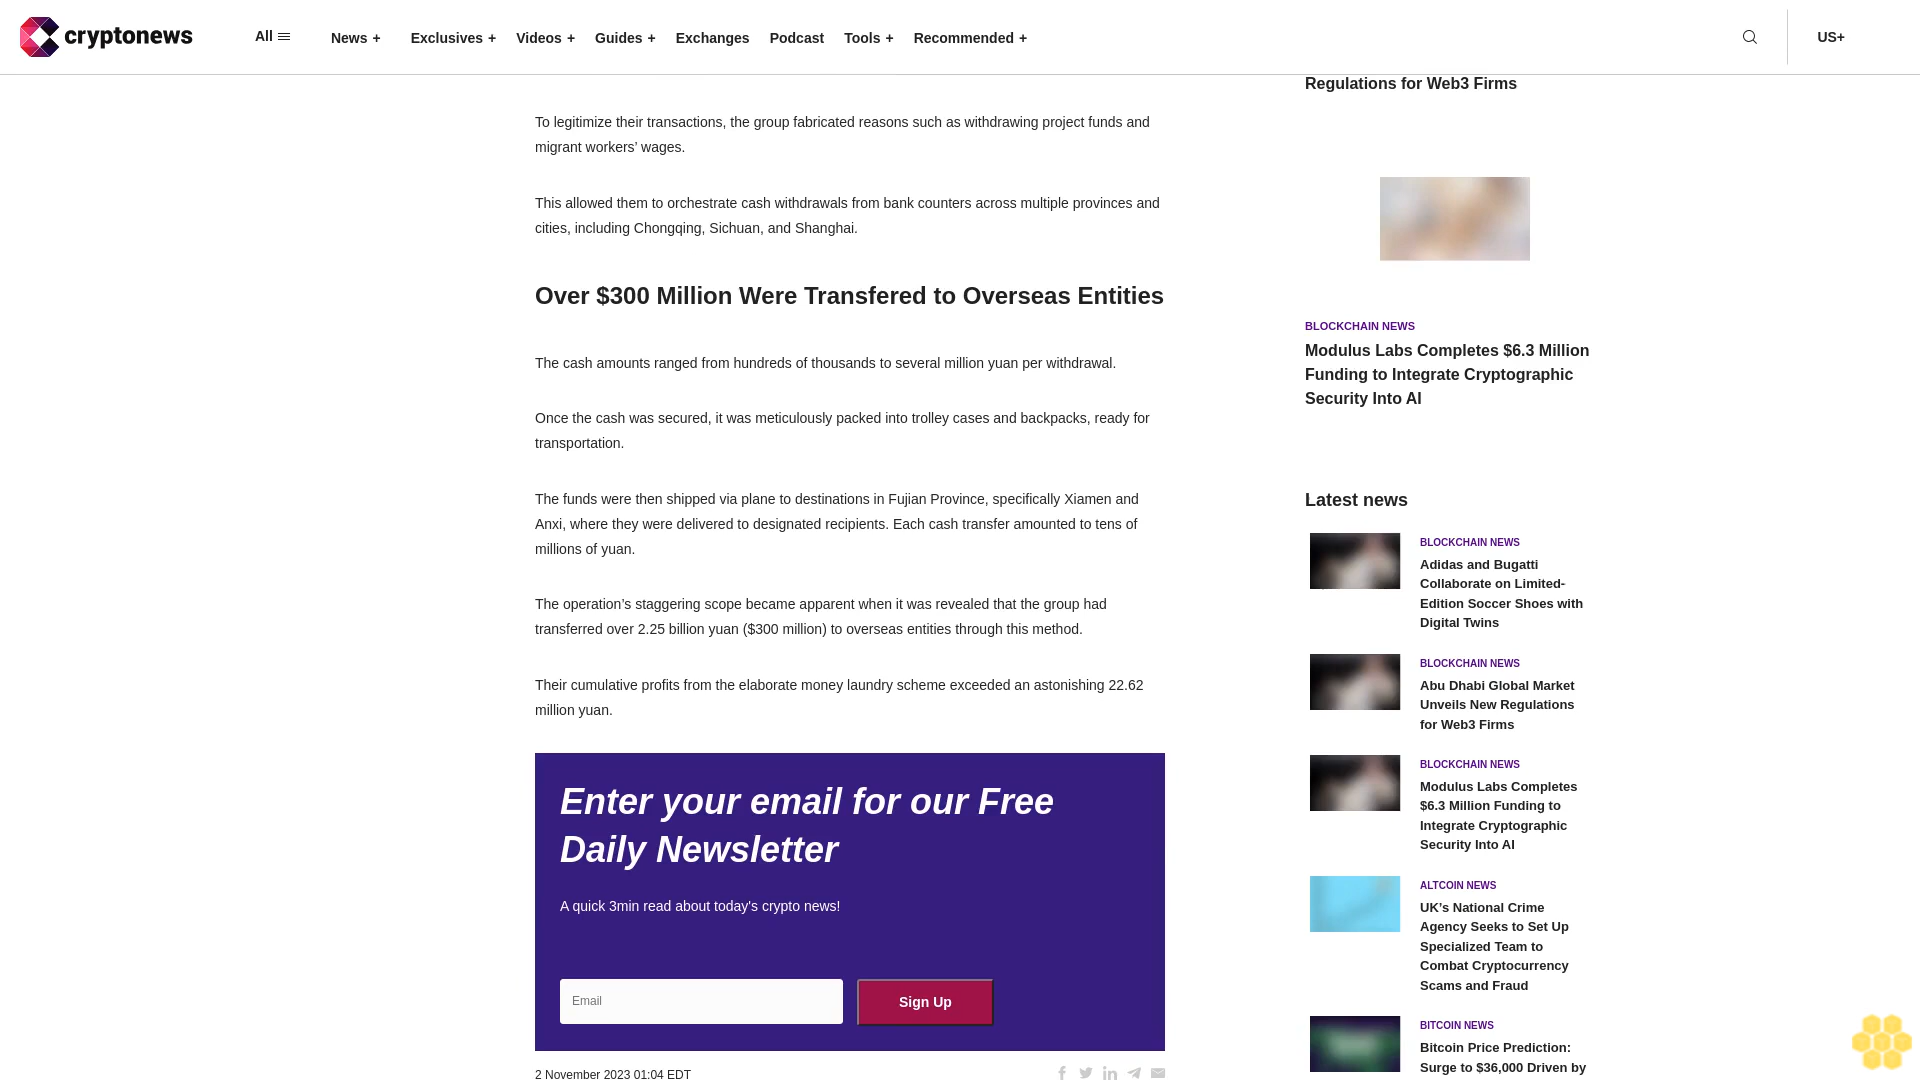 cryptonews
All
News +
Exclusives +
Videos +
Guides +
Exchanges
Podcast
Tools +
Recommended +
US+
To legitimize their transactions, the group fabricated reasons such as withdrawing project funds and
migrant workers’ wages.
This allowed them to orchestrate cash withdrawals from bank counters across multiple provinces and
cities, including Chongqing, Sichuan, and Shanghai.
Over $300 Million Were Transfered to Overseas Entities
The cash amounts ranged from hundreds of thousands to several million yuan per withdrawal.
Once the cash was secured, it was meticulously packed into trolley cases and backpacks, ready for
transportation.
The funds were then shipped via plane to destinations in Fujian Province, specifically Xiamen and
Anxi, where they were delivered to designated recipients. Each cash transfer amounted to tens of
millions of yuan.
The operation’s staggering scope became apparent when it was revealed that the group had
transferred over 2.25 billion yuan ($300 million) to overseas entities through this method.
Their cumulative profits from the elaborate money laundry scheme exceeded an astonishing 22.62
million yuan.
Enter your email for our Free
Daily Newsletter
A quick 3min read about today's crypto news!
Email
Sign Up
2 November 2023 01:04 EDT
Regulations for Web3 Firms
BLOCKCHAIN NEWS
Modulus Labs Completes $6.3 Million
Funding to Integrate Cryptographic
Security Into AI
Latest news
BLOCKCHAIN NEWS
Adidas and Bugatti
Collaborate on Limited-
Edition Soccer Shoes with
Digital Twins
BLOCKCHAIN NEWS
Abu Dhabi Global Market
Unveils New Regulations
for Web3 Firms
BLOCKCHAIN NEWS
Modulus Labs Completes
$6.3 Million Funding to
Integrate Cryptographic
Security Into AI
ALTCOIN NEWS
UK’s National Crime
Agency Seeks to Set Up
Specialized Team to
Combat Cryptocurrency
Scams and Fraud
BITCOIN NEWS
Bitcoin Price Prediction:
Surge to $36,000 Driven by